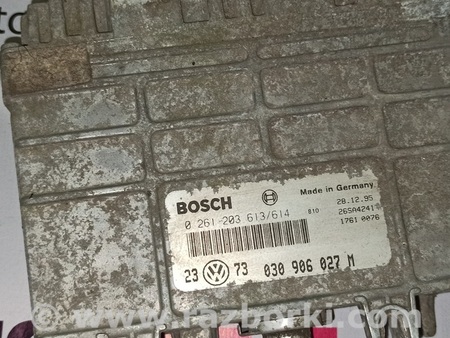 BOSCH
Made in Germany
0 261 203 613/614
810
28.12.95
26SA4241
1761 0076
23 73 030 906 027 M
www.razborki.com